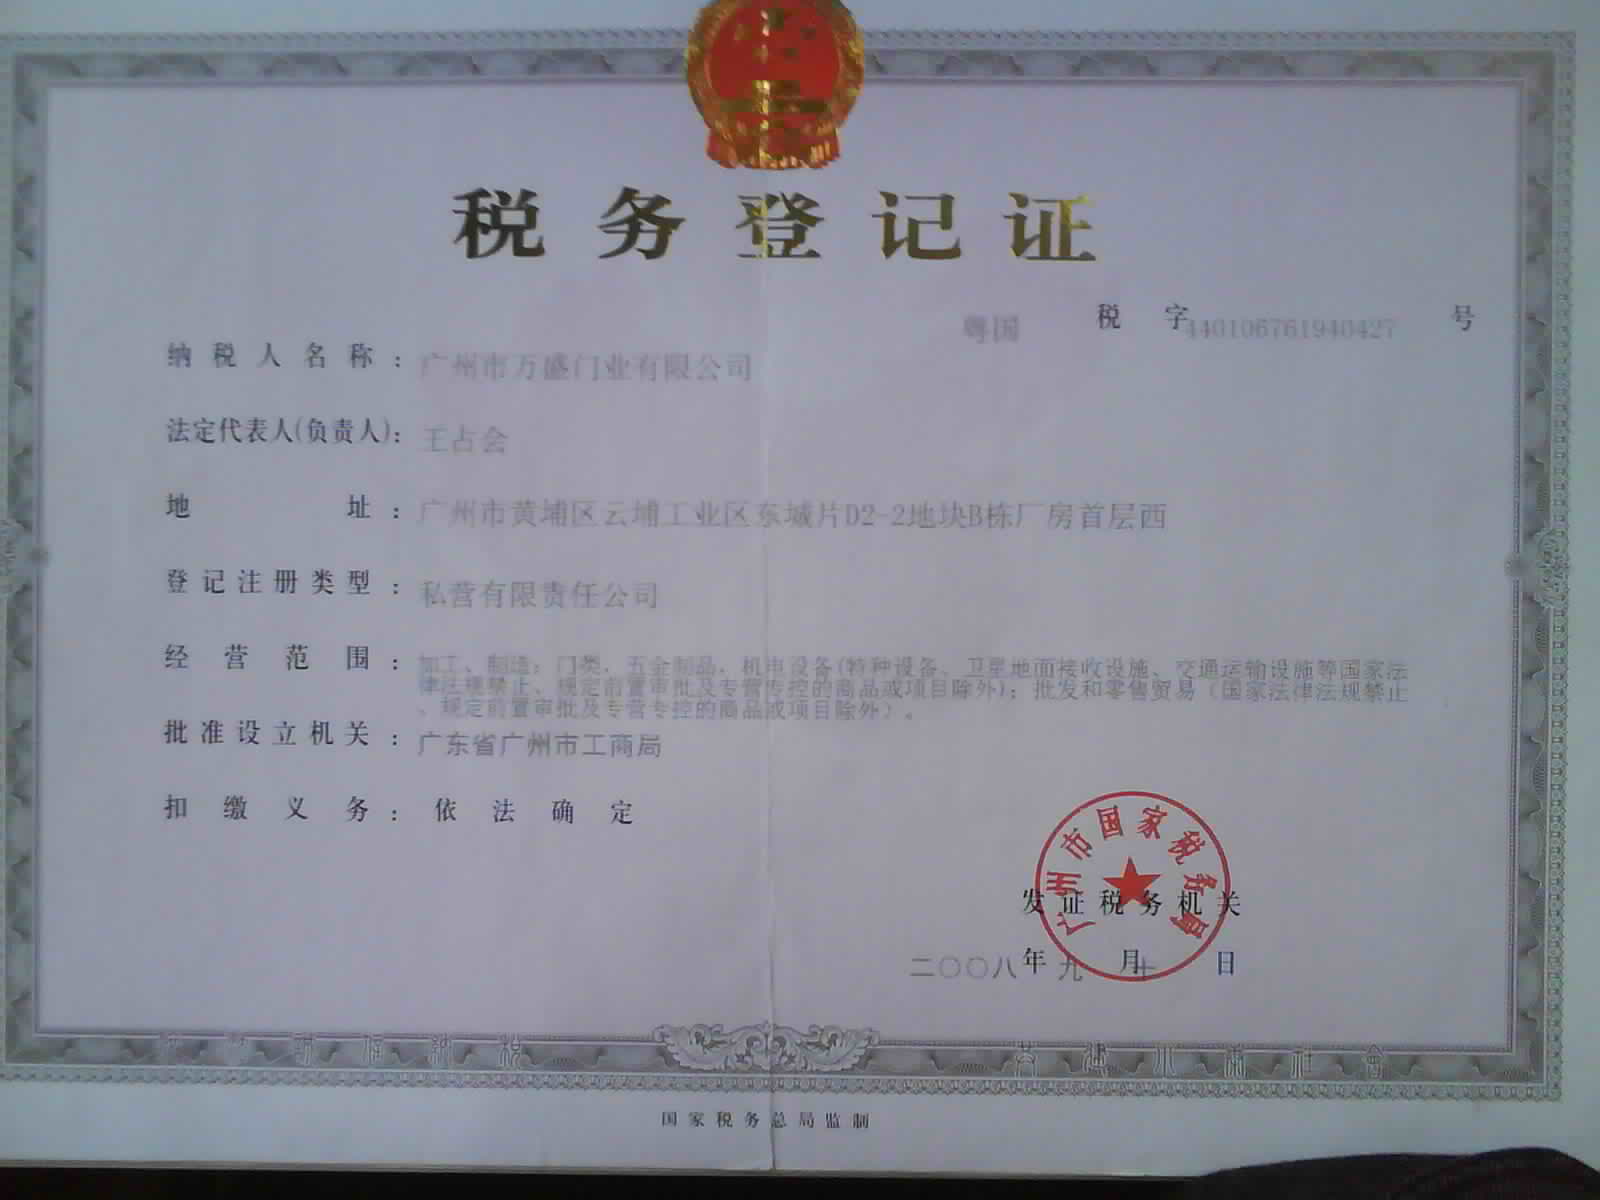 税务登记证
粤国 税 字440106761940427 号
纳税人名称：广州市万盛门业有限公司
法定代表人(负责人)：王占会
地 址：广州市黄埔区云埔工业区东城片D2-2地块B栋厂房首层西
登记注册类型：私营有限责任公司
经营范围：加工、制造：门类、五金制品、机电设备(特种设备、卫星地面接收设施、交通运输设施等国家法
律法规禁止、规定前置审批及专营专控的商品或项目除外)；批发和零售贸易（国家法律法规禁止
、规定前置审批及专营专控的商品或项目除外）。
批准设立机关：广东省广州市工商局
扣缴义务：依法确定
广州市国家税务局
发证税务机关
二〇〇八年九月十日
国家税务总局监制